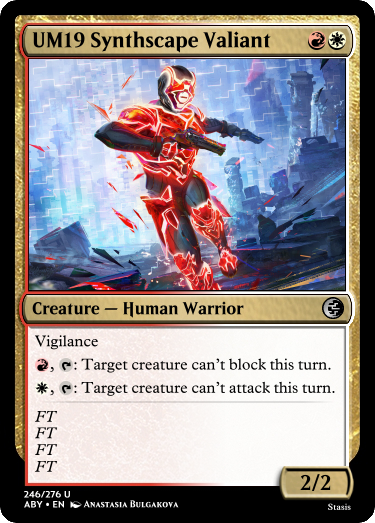 UM19 Synthscape Valiant
Creature — Human Warrior
Vigilance
: Target creature can't block this turn.
: Target creature can't attack this turn.
FT
FT
FT
FT
2/2
246/276 U
ABY • EN Anastasia Bulgakova
Stasis